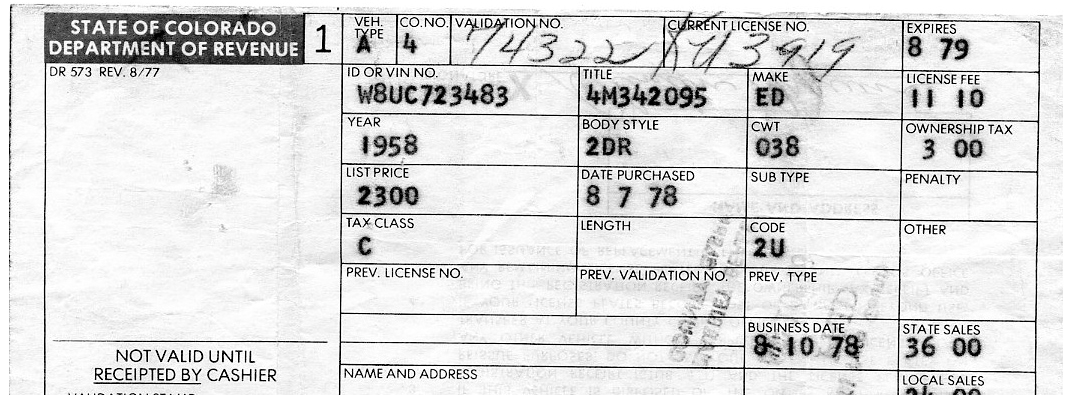 STATE OF COLORADO
DEPARTMENT OF REVENUE
1
VEH. TYPE
A
CO. NO.
4
VALIDATION NO.
74322
CURRENT LICENSE NO.
3919
EXPIRES
8 79
DR 573 REV. 8/77
ID OR VIN NO.
W8UC723483
TITLE
4M342095
MAKE
ED
LICENSE FEE
11 10
YEAR
1958
BODY STYLE
2DR
CWT
038
OWNERSHIP TAX
3 00
LIST PRICE
2300
DATE PURCHASED
8 7 78
SUB TYPE
PENALTY
TAX CLASS
C
LENGTH
CODE
2U
OTHER
PREV. LICENSE NO.
PREV. VALIDATION NO.
PREV. TYPE
BUSINESS DATE
8 10 78
STATE SALES
36 00
NOT VALID UNTIL
RECEIPTED BY CASHIER
NAME AND ADDRESS
LOCAL SALES